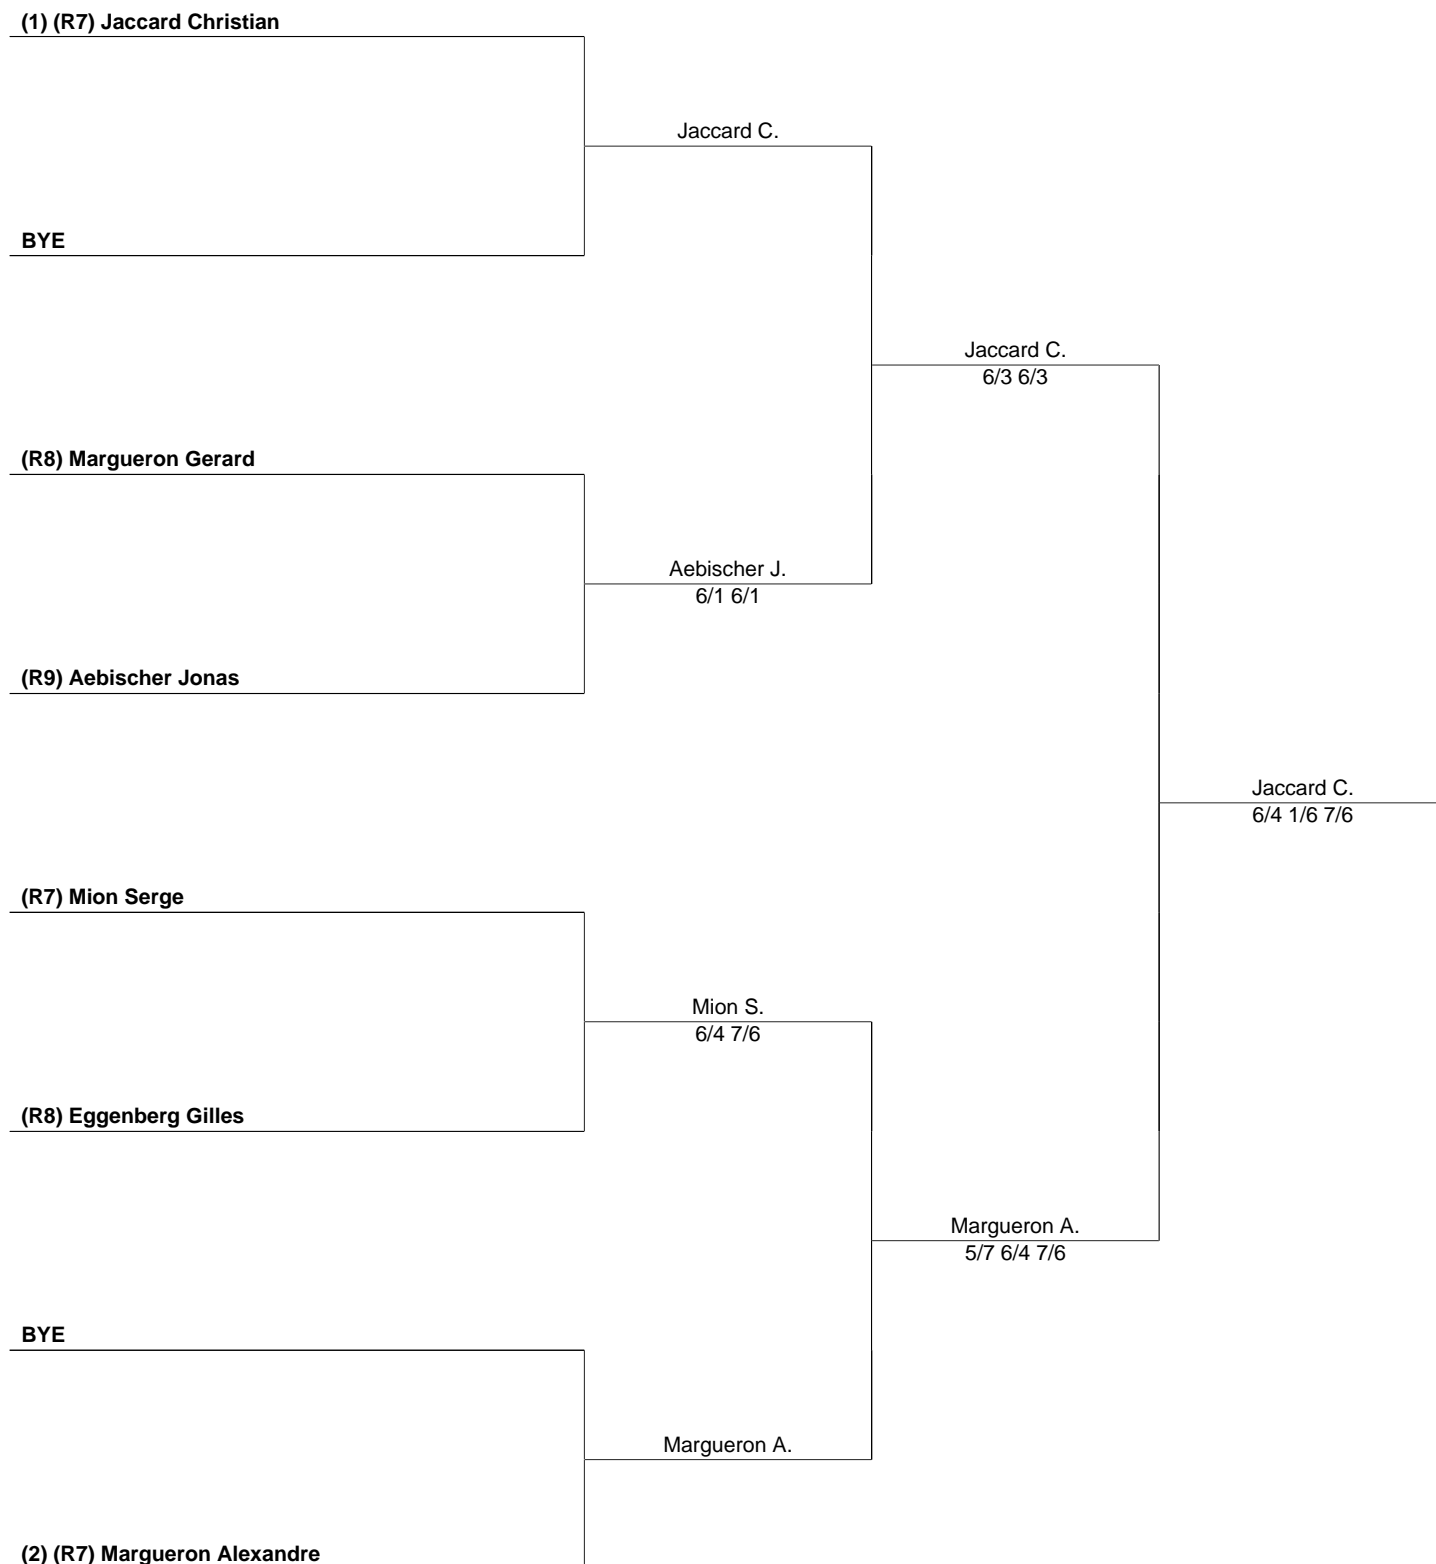 (1) (R7) Jaccard Christian
Jaccard C.
BYE
Jaccard C.
6/3 6/3
(R8) Margueron Gerard
Aebischer J.
6/1 6/1
(R9) Aebischer Jonas
Jaccard C.
6/4 1/6 7/6
(R7) Mion Serge
Mion S.
6/4 7/6
(R8) Eggenberg Gilles
Margueron A.
5/7 6/4 7/6
BYE
Margueron A.
(2) (R7) Margueron Alexandre